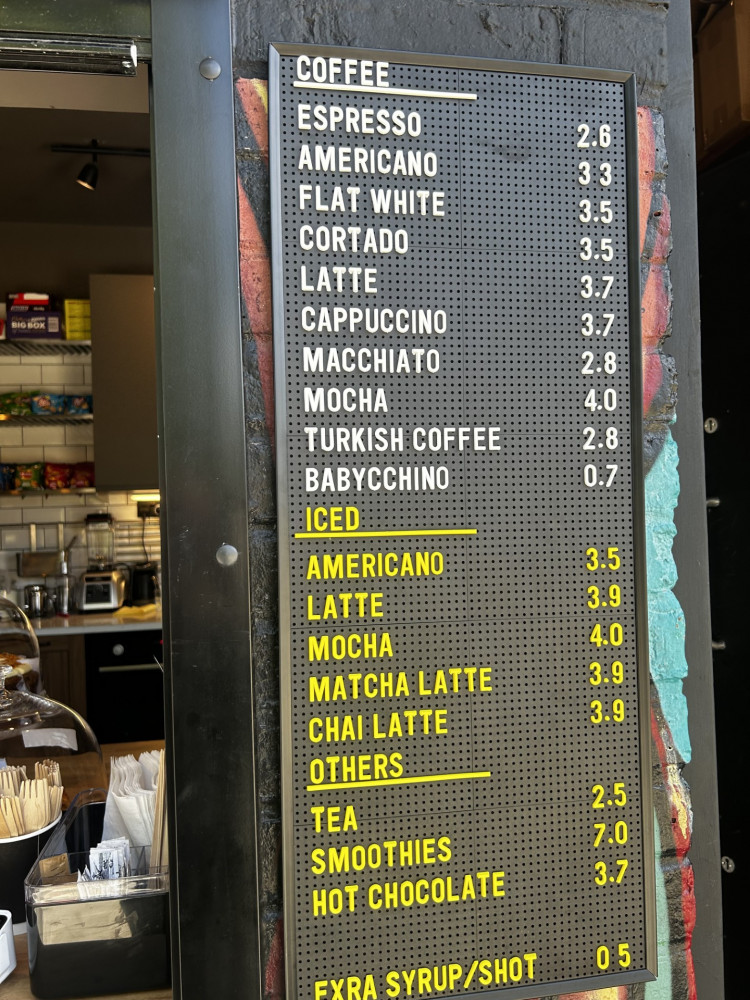 COFFEE
ESPRESSO 2.6
AMERICANO 3 3
FLAT WHITE 3.5
CORTADO 3.5
LATTE 3.7
CAPPUCCINO 3.7
MACCHIATO 2.8
MOCHA 4.0
TURKISH COFFEE 2.8
BABYCCHINO 0.7
ICED
AMERICANO 3.5
LATTE 3.9
MOCHA 4.0
MATCHA LATTE 3.9
CHAI LATTE 3.9
OTHERS
TEA 2.5
SMOOTHIES 7.0
HOT CHOCOLATE 3.7
EXRA SYRUP/SHOT 0 5
BIG BOX